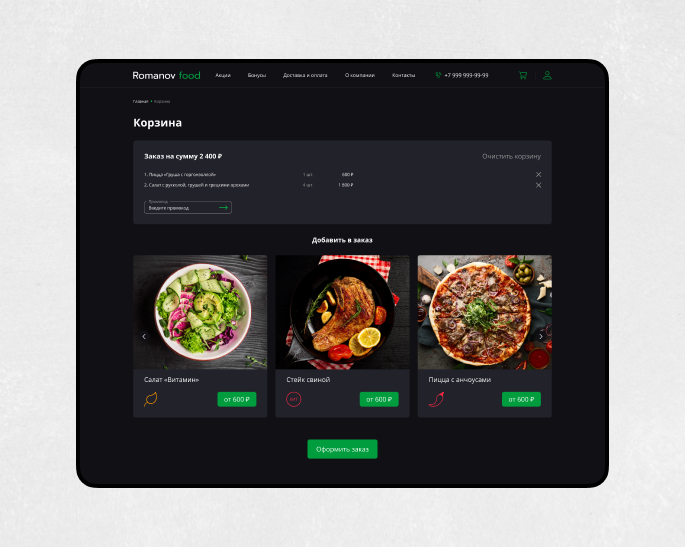 Romanov food
Акции
Бонусы
Доставка и оплата
О компании
Контакты
+7 999 999-99-99
Главная • Корзина
Корзина
Заказ на сумму 2 400 ₽
Очистить корзину
1. Пицца «Груша с горгонзолой» 1 шт 600 ₽
2. Салат с рукколой, грушей и грецкими орехами 4 шт 1 800 ₽
Промокод
Введите промокод
Добавить в заказ
Салат «Витамин»
от 600 ₽
Стейк свиной
от 600 ₽
Пицца с анчоусами
от 600 ₽
Оформить заказ